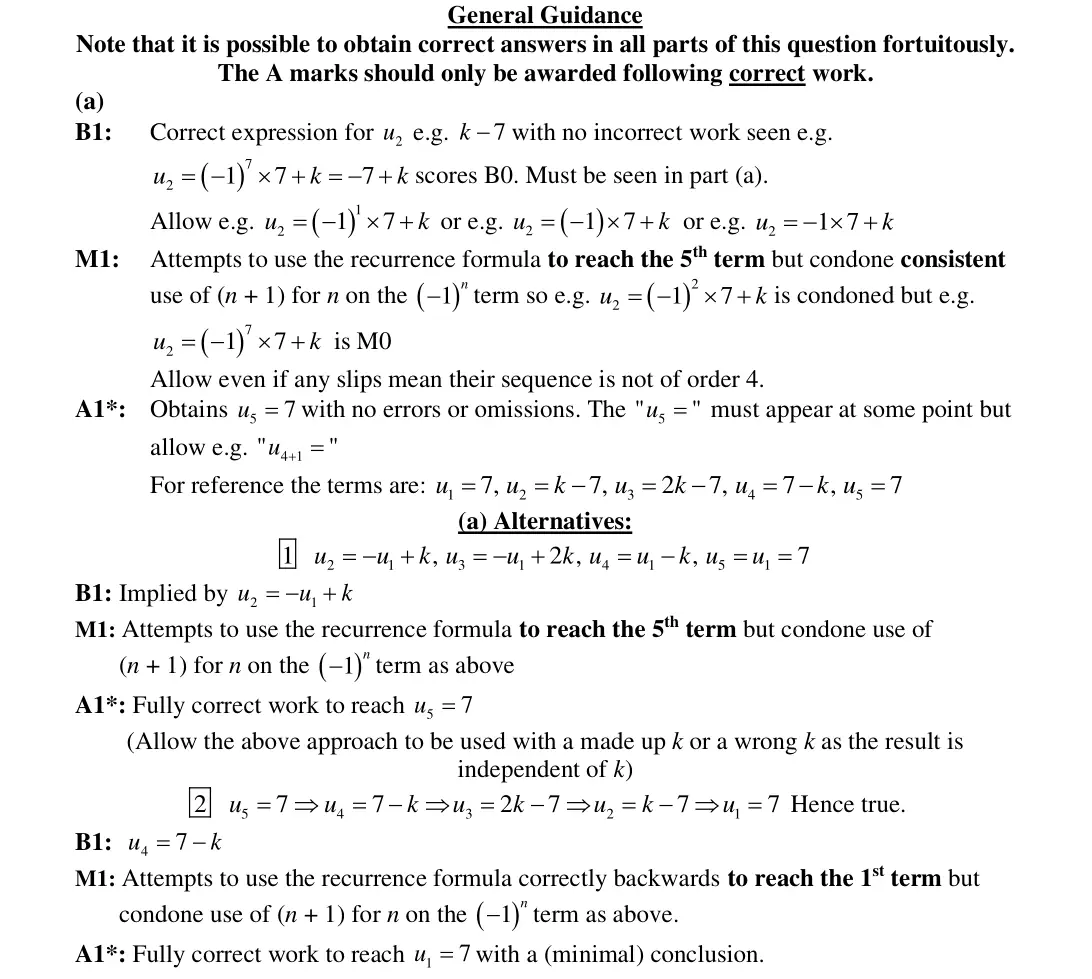 General Guidance
Note that it is possible to obtain correct answers in all parts of this question fortuitously.
The A marks should only be awarded following correct work.
(a)
B1: Correct expression for u₂ e.g. k − 7 with no incorrect work seen e.g.
u₂ = (−1)⁷ × 7 + k = −7 + k scores B0. Must be seen in part (a).
Allow e.g. u₂ = (−1)¹ × 7 + k or e.g. u₂ = (−1) × 7 + k or e.g. u₂ = −1 × 7 + k
M1: Attempts to use the recurrence formula to reach the 5th term but condone consistent
use of (n + 1) for n on the (−1)ⁿ term so e.g. u₂ = (−1)² × 7 + k is condoned but e.g.
u₂ = (−1)⁷ × 7 + k is M0
Allow even if any slips mean their sequence is not of order 4.
A1*: Obtains u₅ = 7 with no errors or omissions. The "u₅ =" must appear at some point but
allow e.g. "u₄₊₁ ="
For reference the terms are: u₁ = 7, u₂ = k − 7, u₃ = 2k − 7, u₄ = 7 − k, u₅ = 7
(a) Alternatives:
1 u₂ = −u₁ + k, u₃ = −u₁ + 2k, u₄ = u₁ − k, u₅ = u₁ = 7
B1: Implied by u₂ = −u₁ + k
M1: Attempts to use the recurrence formula to reach the 5th term but condone use of
(n + 1) for n on the (−1)ⁿ term as above
A1*: Fully correct work to reach u₅ = 7
(Allow the above approach to be used with a made up k or a wrong k as the result is
independent of k)
2 u₅ = 7 ⇒ u₄ = 7 − k ⇒ u₃ = 2k − 7 ⇒ u₂ = k − 7 ⇒ u₁ = 7 Hence true.
B1: u₄ = 7 − k
M1: Attempts to use the recurrence formula correctly backwards to reach the 1st term but
condone use of (n + 1) for n on the (−1)ⁿ term as above.
A1*: Fully correct work to reach u₁ = 7 with a (minimal) conclusion.